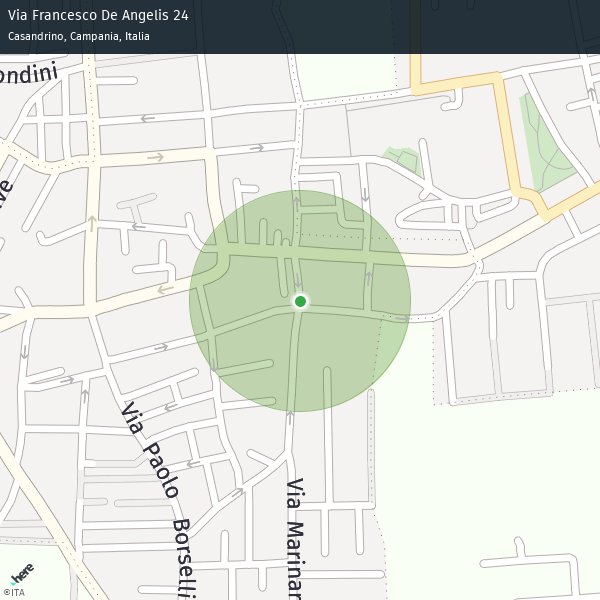 Via Francesco De Angelis 24
Casandrino, Campania, Italia
ondini
ve
Via Paolo Borselli
Via Marinar
here
©ITA